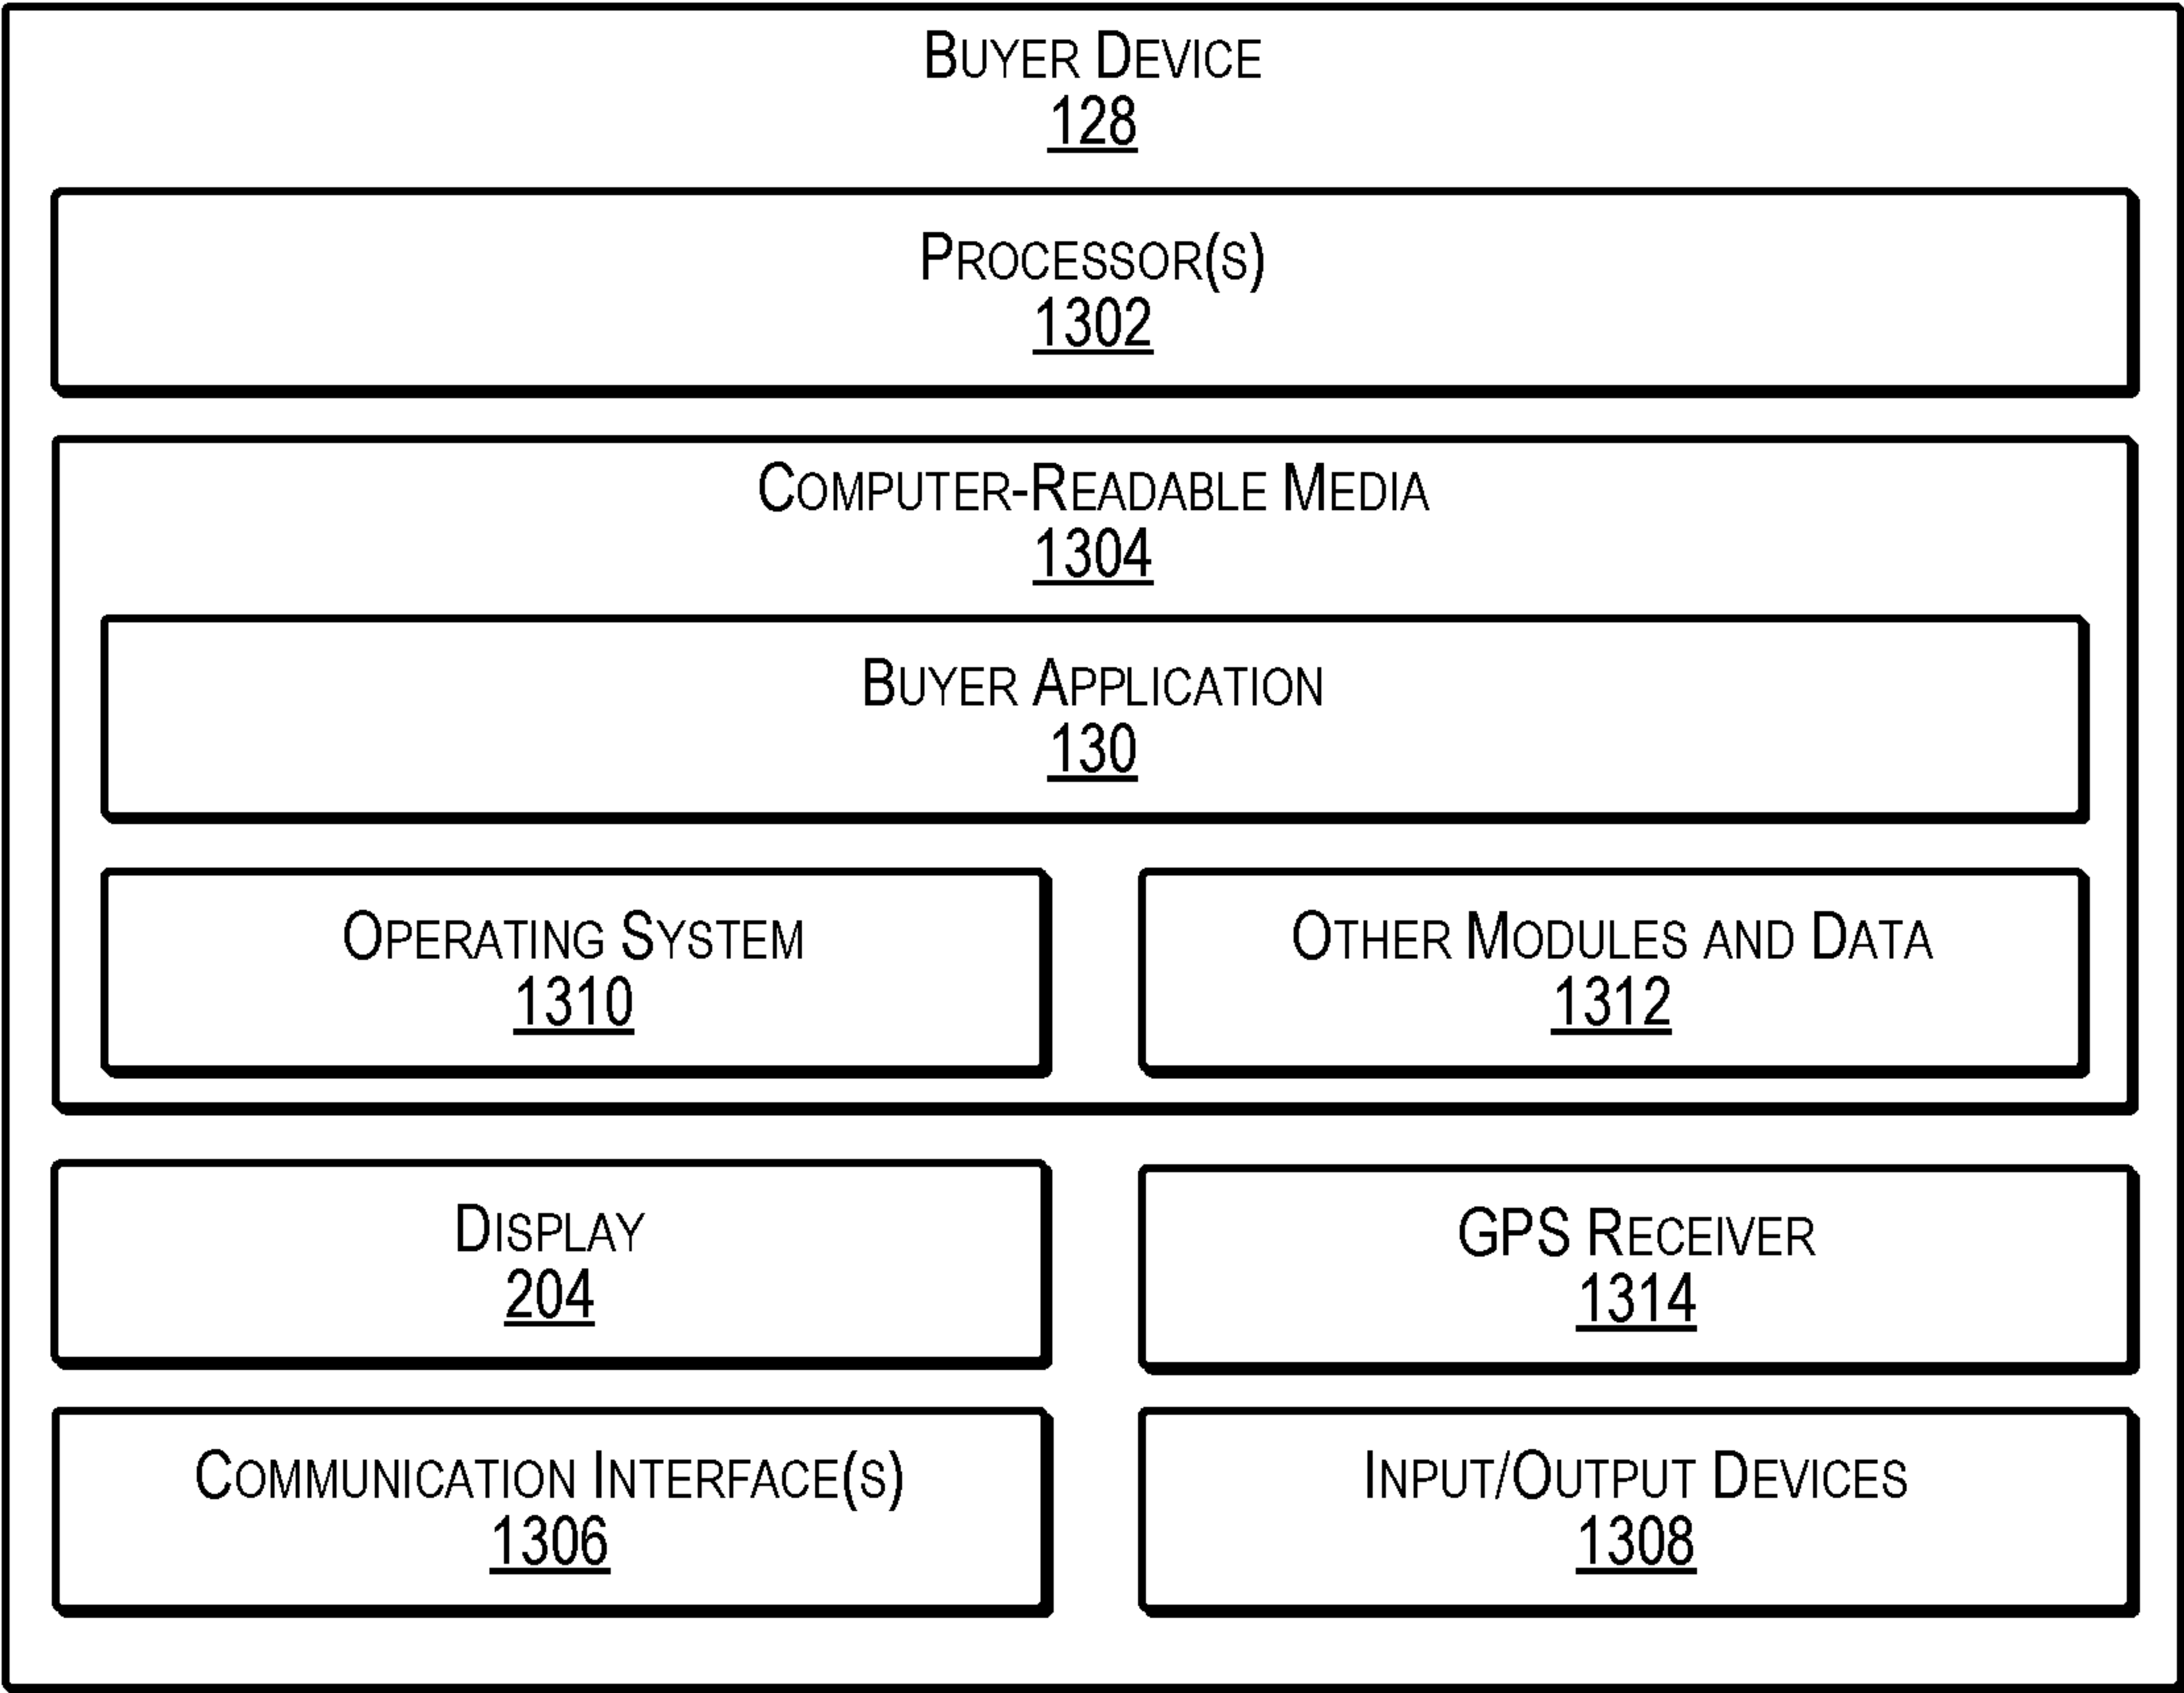 BUYER DEVICE
128
PROCESSOR(S)
1302
COMPUTER-READABLE MEDIA
1304
BUYER APPLICATION
130
OPERATING SYSTEM
1310
OTHER MODULES AND DATA
1312
DISPLAY
204
GPS RECEIVER
1314
COMMUNICATION INTERFACE(S)
1306
INPUT/OUTPUT DEVICES
1308